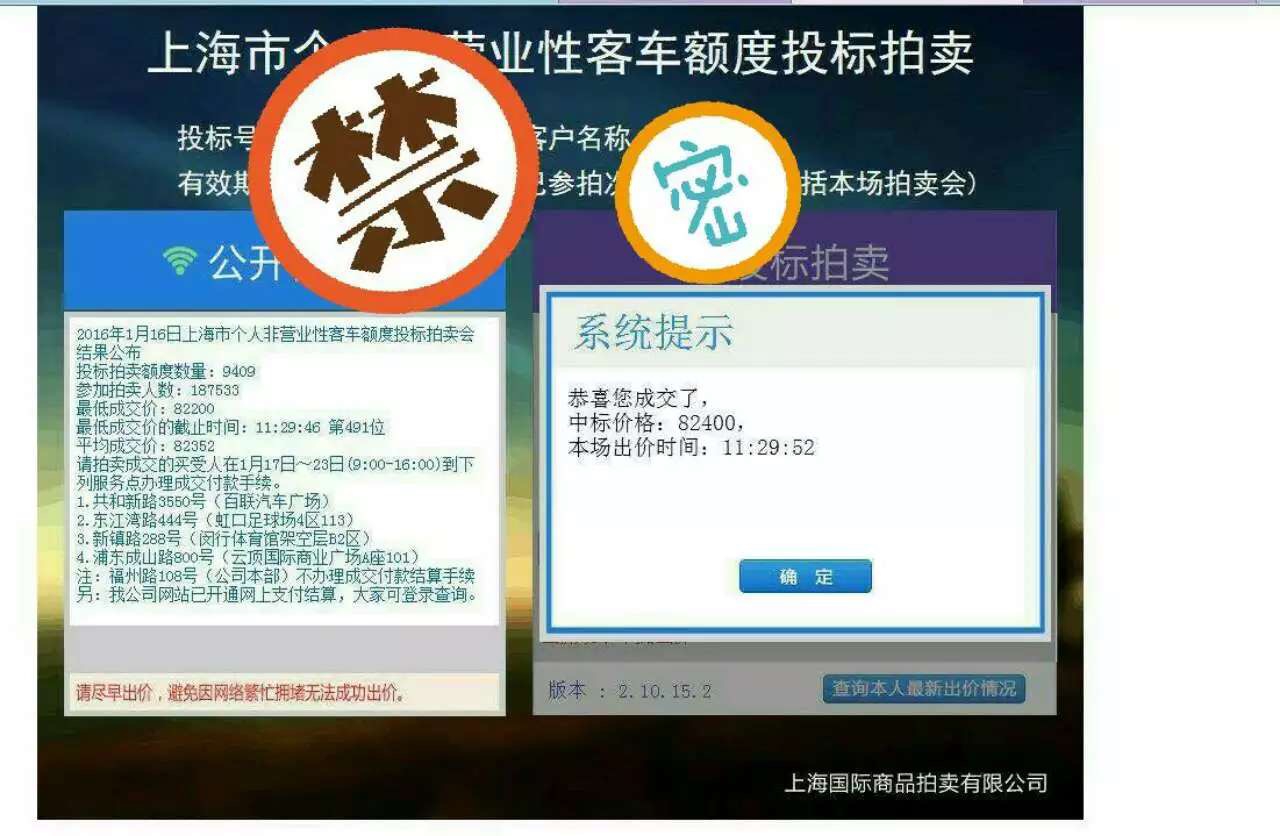 上海市个 营业性客车额度投标拍卖
禁
密
投标号 客户名称
有效期 已参拍次 括本场拍卖会）
公开
投标拍卖
2016年1月16日上海市个人非营业性客车额度投标拍卖会
结果公布
投标拍卖额度数量：9409
参加拍卖人数：187533
最低成交价：82200
最低成交价的截止时间：11:29:46 第491位
平均成交价：82352
请拍卖成交的买受人在1月17日～23日(9:00-16:00)到下
列服务点办理成交付款手续。
1.共和新路3550号（百联汽车广场）
2.东江湾路444号（虹口足球场4区113）
3.新镇路288号（闵行体育馆架空层B2区）
4.浦东成山路800号（云顶国际商业广场A座101）
注：福州路108号（公司本部）不办理成交付款结算手续
另：找公司网站已开通网上支付结算，大家可登录查询。
请尽早出价，避免因网络繁忙拥堵无法成功出价。
系统提示
恭喜您成交了，
中标价格：82400，
本场出价时间：11:29:52
确 定
版本 ：2.10.15.2
查询本人最新出价情况
上海国际商品拍卖有限公司